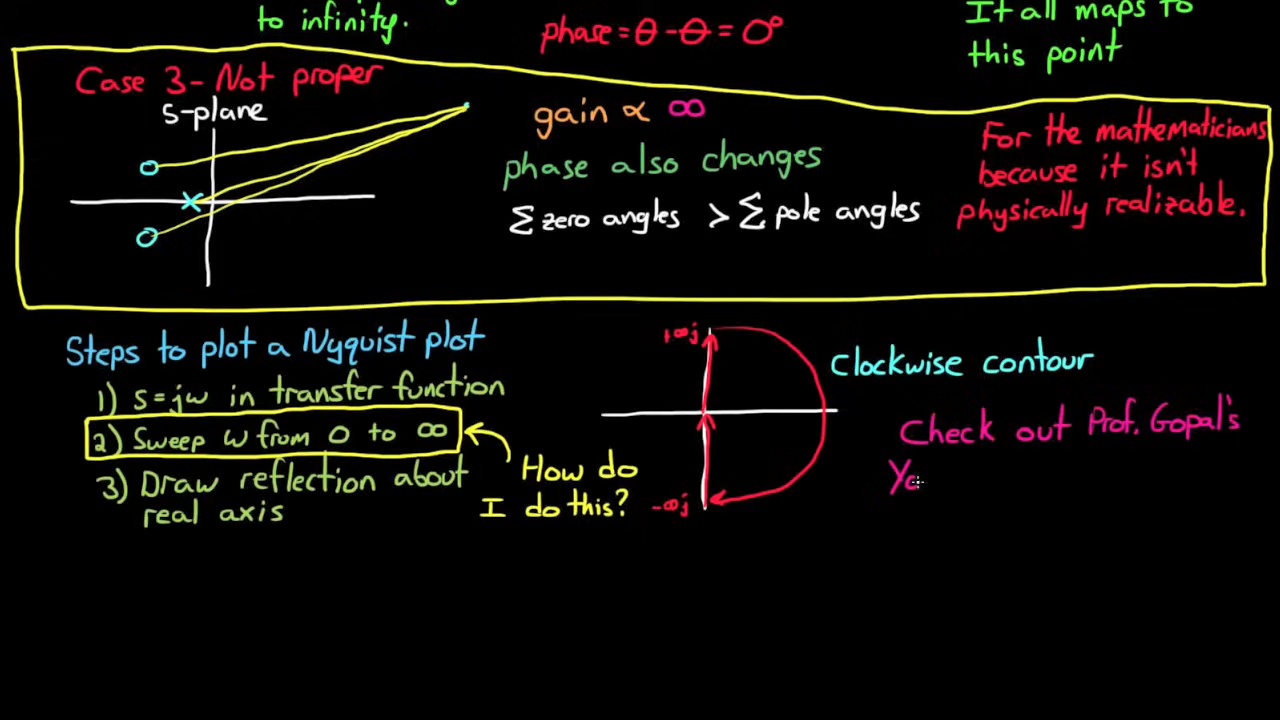 to infinity.
phase = θ - θ = 0°
It all maps to
this point
Case 3 - Not proper
s-plane
gain ∝ ∞
phase also changes
Σ zero angles > Σ pole angles
For the mathematicians
because it isn't
physically realizable.
Steps to plot a Nyquist plot
1) s=jω in transfer function
2) Sweep ω from 0 to ∞
3) Draw reflection about
real axis
How do
I do this?
+∞j
-∞j
Clockwise contour
Check out Prof. Gopal's
Yo